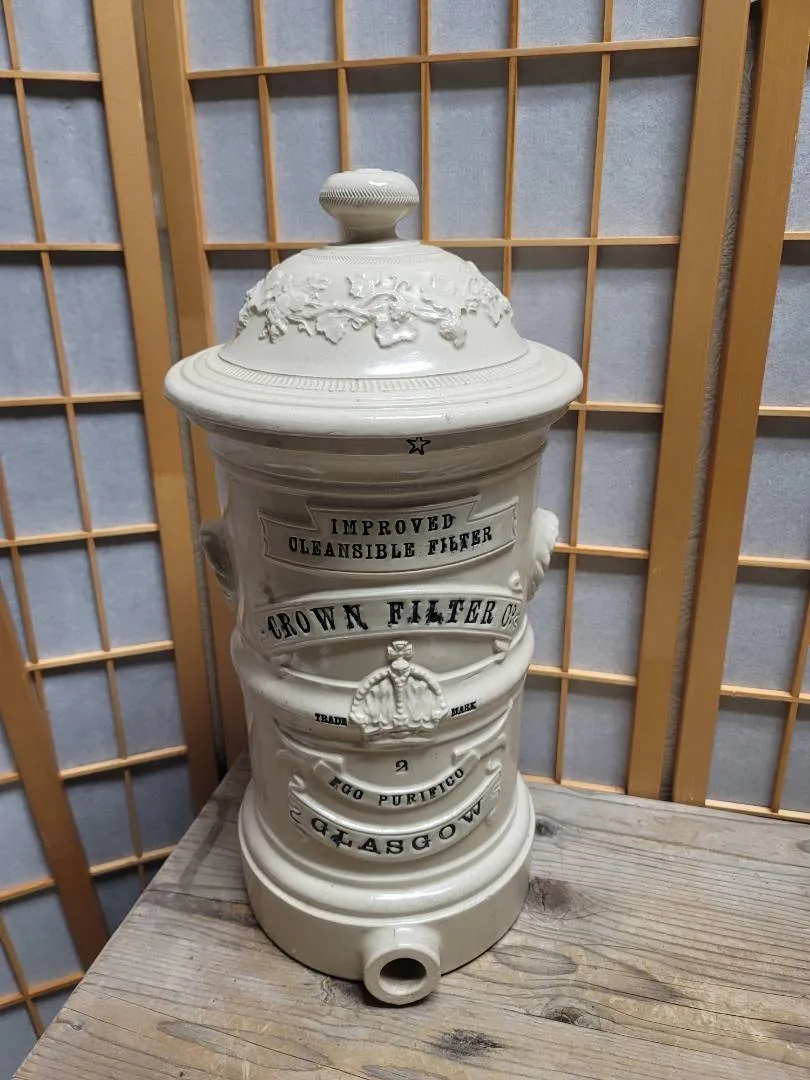 IMPROVED
CLEANSIBLE FILTER
CROWN FILTER Co
TRADE MARK
2
EGO PURIFICO
GLASGOW